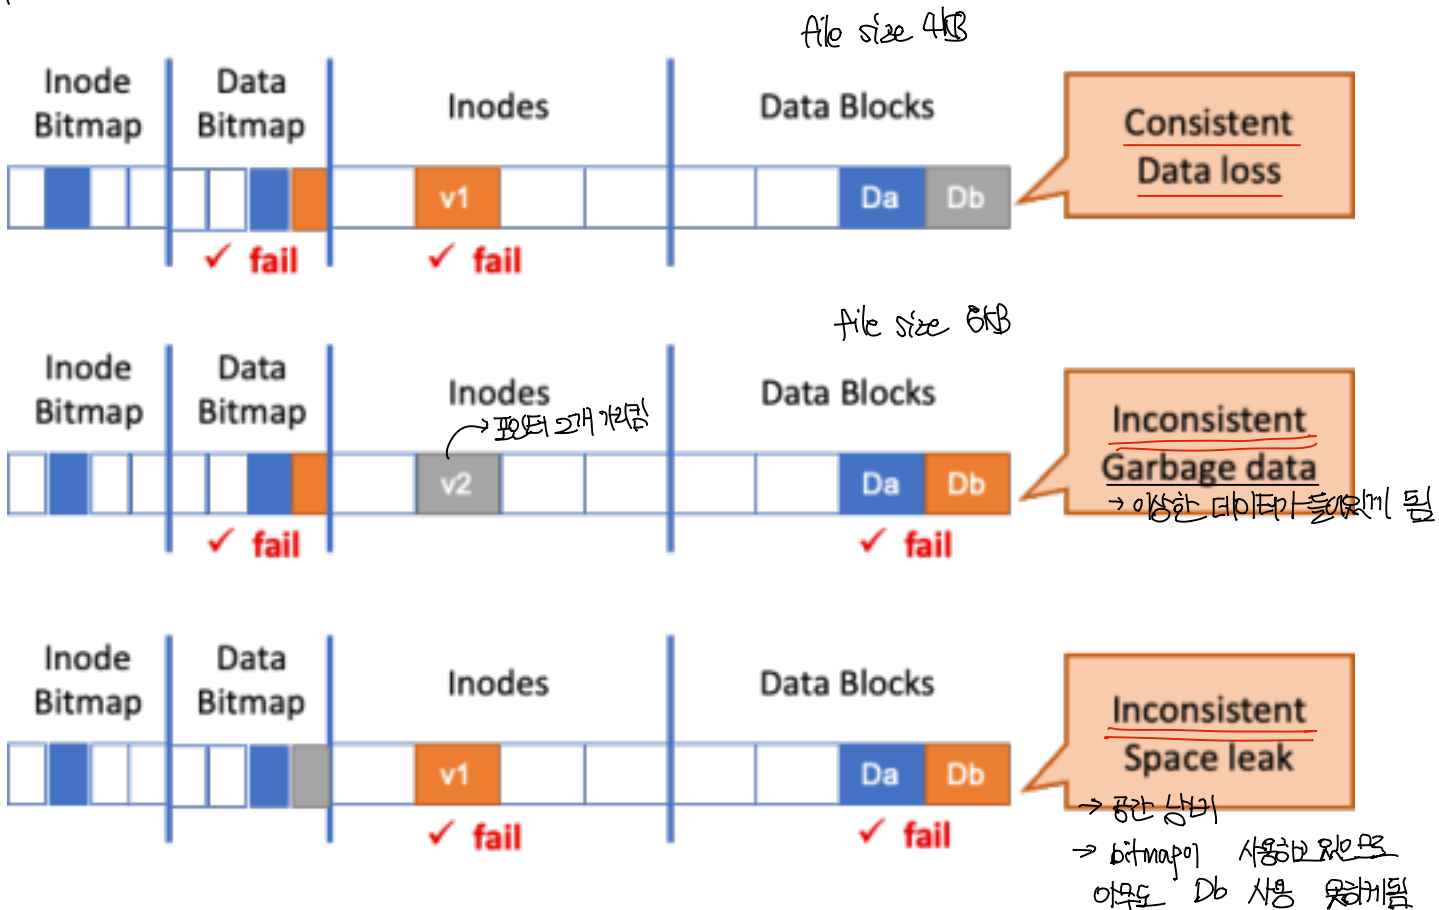 file size 4KB
Inode Bitmap
Data Bitmap
Inodes
Data Blocks
v1
Da
Db
✓ fail
✓ fail
Consistent
Data loss
file size 8KB
Inode Bitmap
Data Bitmap
Inodes
→ 포인터 2개 가리킴
Data Blocks
v2
Da
Db
✓ fail
✓ fail
Inconsistent
Garbage data
→ 이상한 데이터가 들어있게 됨
Inode Bitmap
Data Bitmap
Inodes
Data Blocks
v1
Da
Db
✓ fail
✓ fail
Inconsistent
Space leak
→ 공간 낭비
→ bitmap이 사용하고 있으므로
아무도 Db 사용 못하게됨